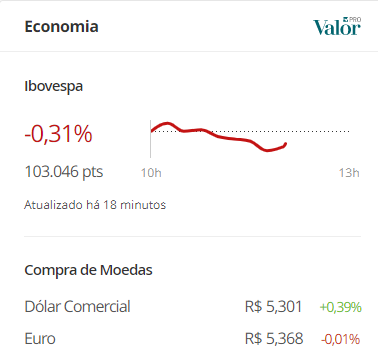 Economia
Valor PRO
Ibovespa
-0,31%
103.046 pts
10h 13h
Atualizado há 18 minutos
Compra de Moedas
Dólar Comercial R$ 5,301 +0,39%
Euro R$ 5,368 -0,01%